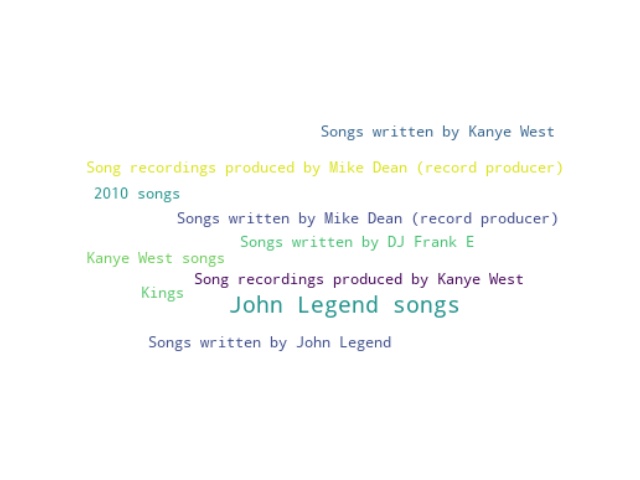 Songs written by Kanye West
Song recordings produced by Mike Dean (record producer)
2010 songs
Songs written by Mike Dean (record producer)
Songs written by DJ Frank E
Kanye West songs
Song recordings produced by Kanye West
Kings
John Legend songs
Songs written by John Legend